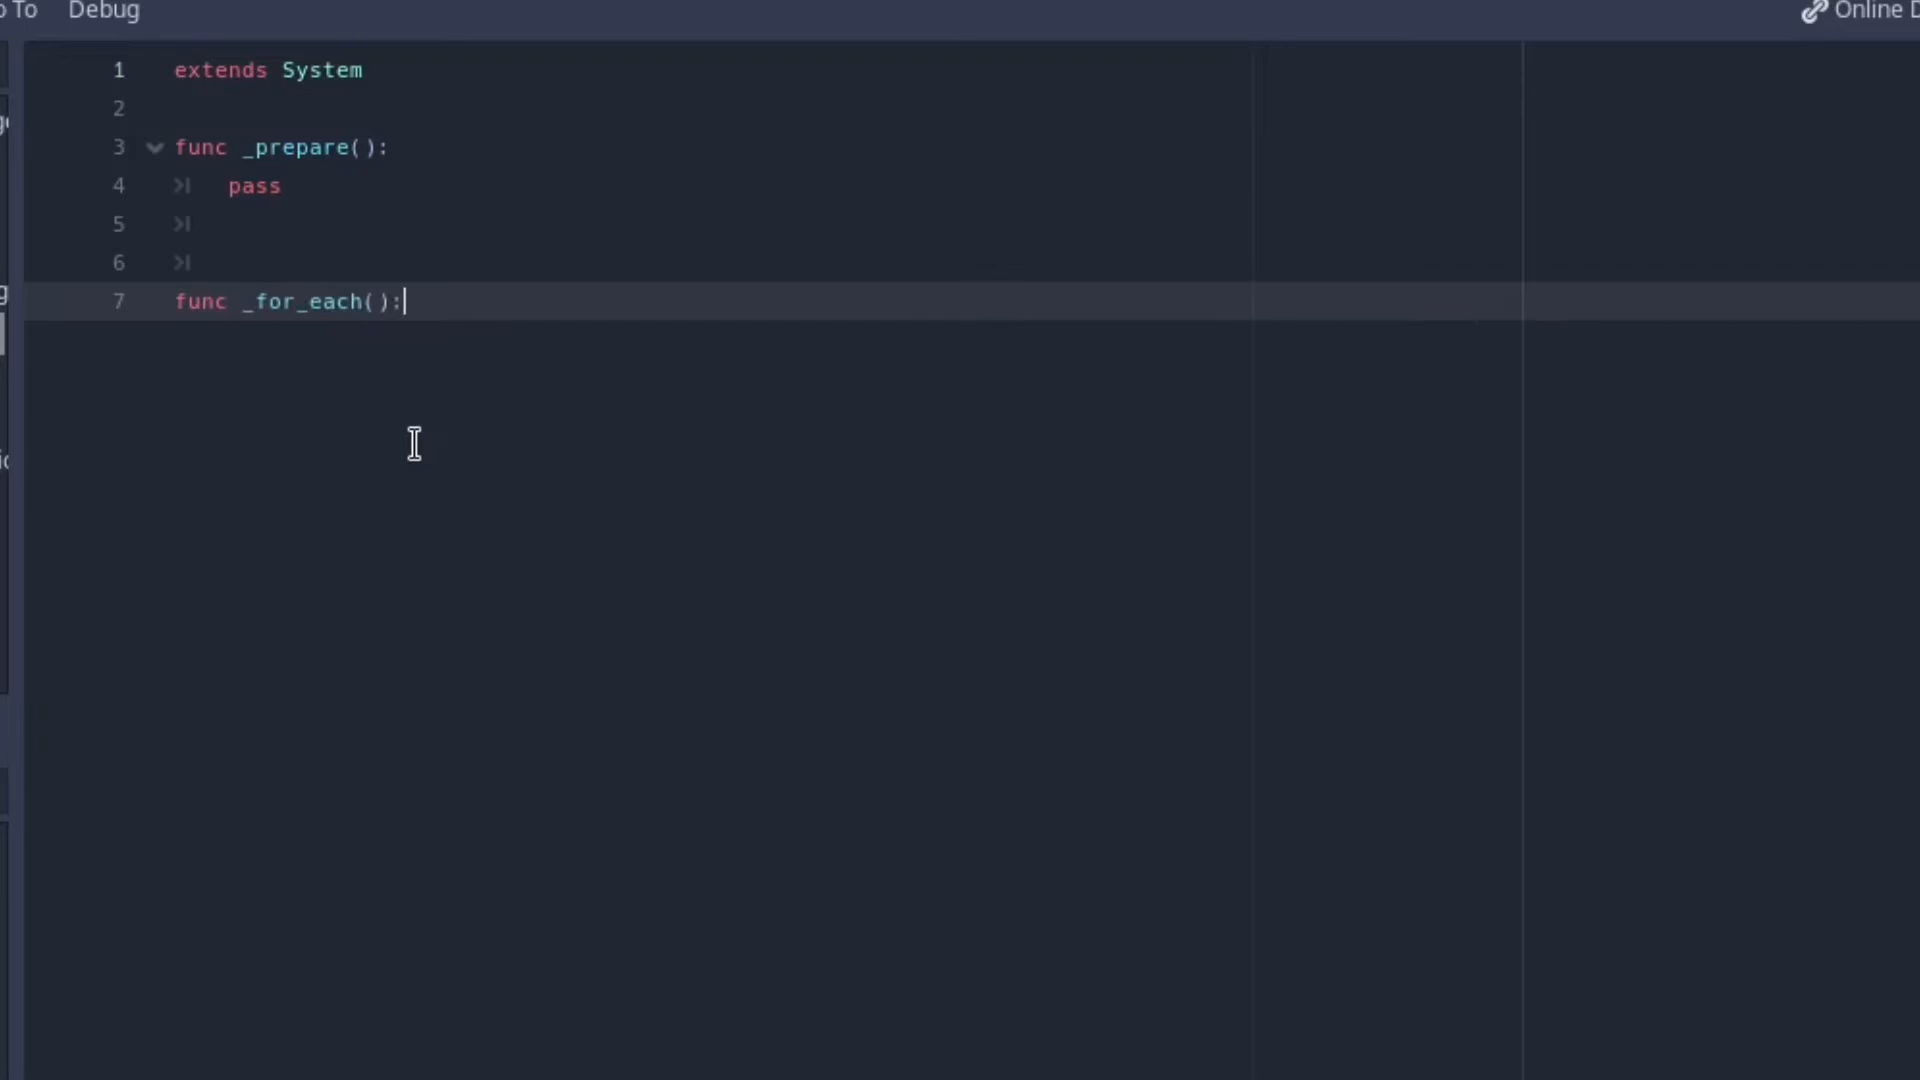 To Debug Online
1 extends System
2
3 func _prepare():
4 pass
5
6
7 func _for_each():